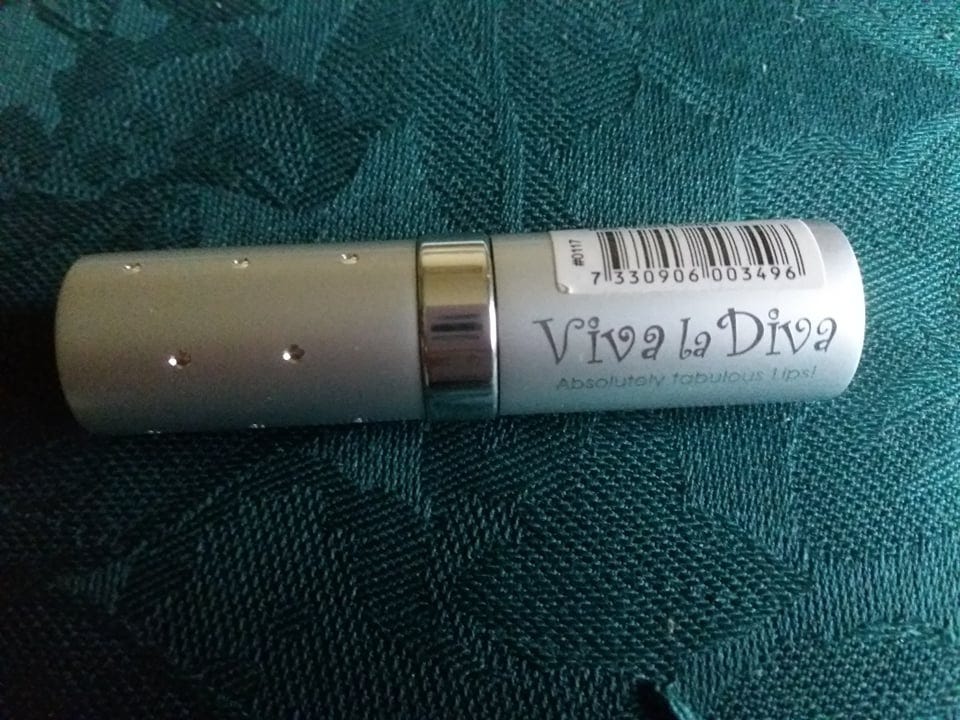 #0117
7 330906 003496
Viva la Diva
Absolutely fabulous Lips!